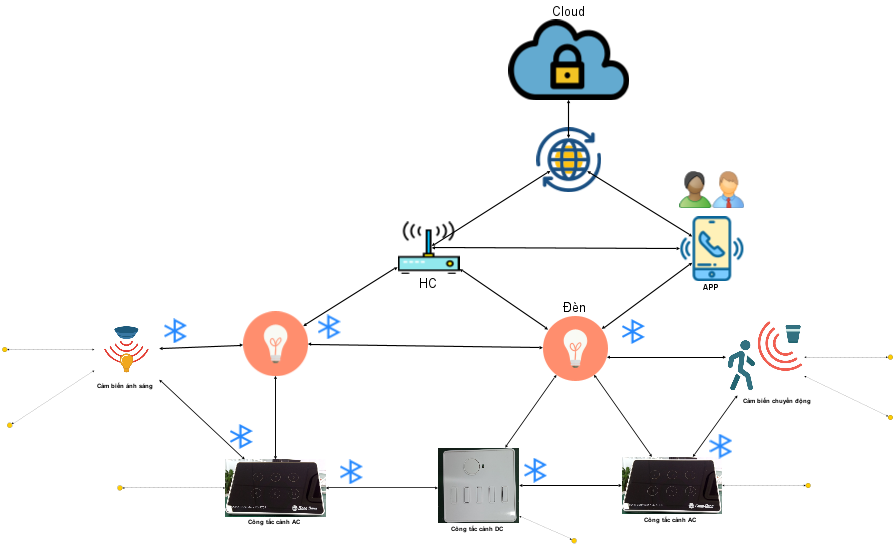 Cloud
HC
APP
Đèn
Cảm biến ánh sáng
Cảm biến chuyển động
Công tắc cảnh AC
Công tắc cảnh DC
Công tắc cảnh AC